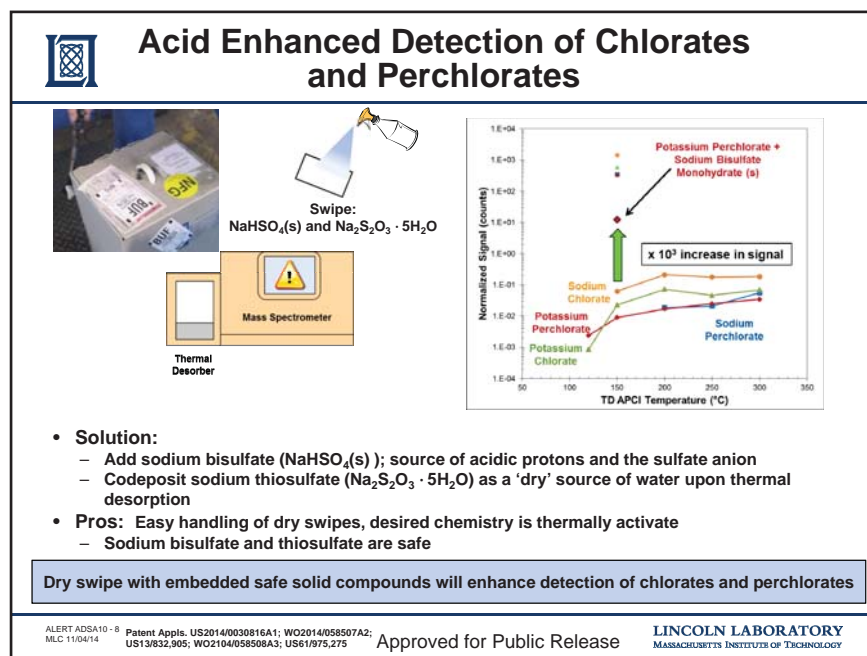 Acid Enhanced Detection of Chlorates
and Perchlorates
NFG
BUF
BUF
Swipe:
NaHSO4(s) and Na2S2O3 · 5H2O
Mass Spectrometer
Thermal
Desorber
Normalized Signal (counts)
1.E+04
1.E+03
1.E+02
1.E+01
1.E+00
1.E-01
1.E-02
1.E-03
1.E-04
Potassium Perchlorate +
Sodium Bisulfate
Monohydrate (s)
x 10³ increase in signal
Sodium
Chlorate
Potassium
Perchlorate
Potassium
Chlorate
Sodium
Perchlorate
50 100 150 200 250 300 350
TD APCI Temperature (°C)
• Solution:
– Add sodium bisulfate (NaHSO4(s) ); source of acidic protons and the sulfate anion
– Codeposit sodium thiosulfate (Na2S2O3 · 5H2O) as a ‘dry’ source of water upon thermal
desorption
• Pros: Easy handling of dry swipes, desired chemistry is thermally activate
– Sodium bisulfate and thiosulfate are safe
Dry swipe with embedded safe solid compounds will enhance detection of chlorates and perchlorates
ALERT ADSA10 - 8
MLC 11/04/14
Patent Appls. US2014/0030816A1; WO2014/058507A2;
US13/832,905; WO2104/058508A3; US61/975,275
Approved for Public Release
LINCOLN LABORATORY
MASSACHUSETTS INSTITUTE OF TECHNOLOGY